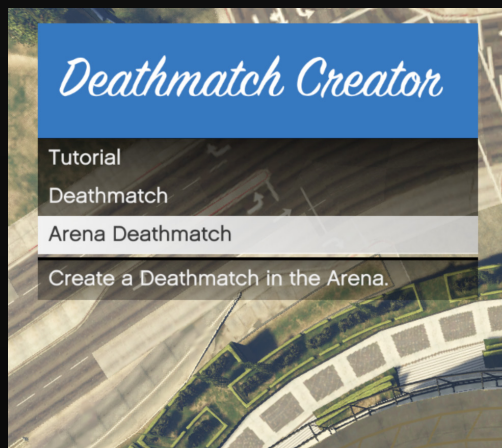 Deathmatch Creator
Tutorial
Deathmatch
Arena Deathmatch
Create a Deathmatch in the Arena.